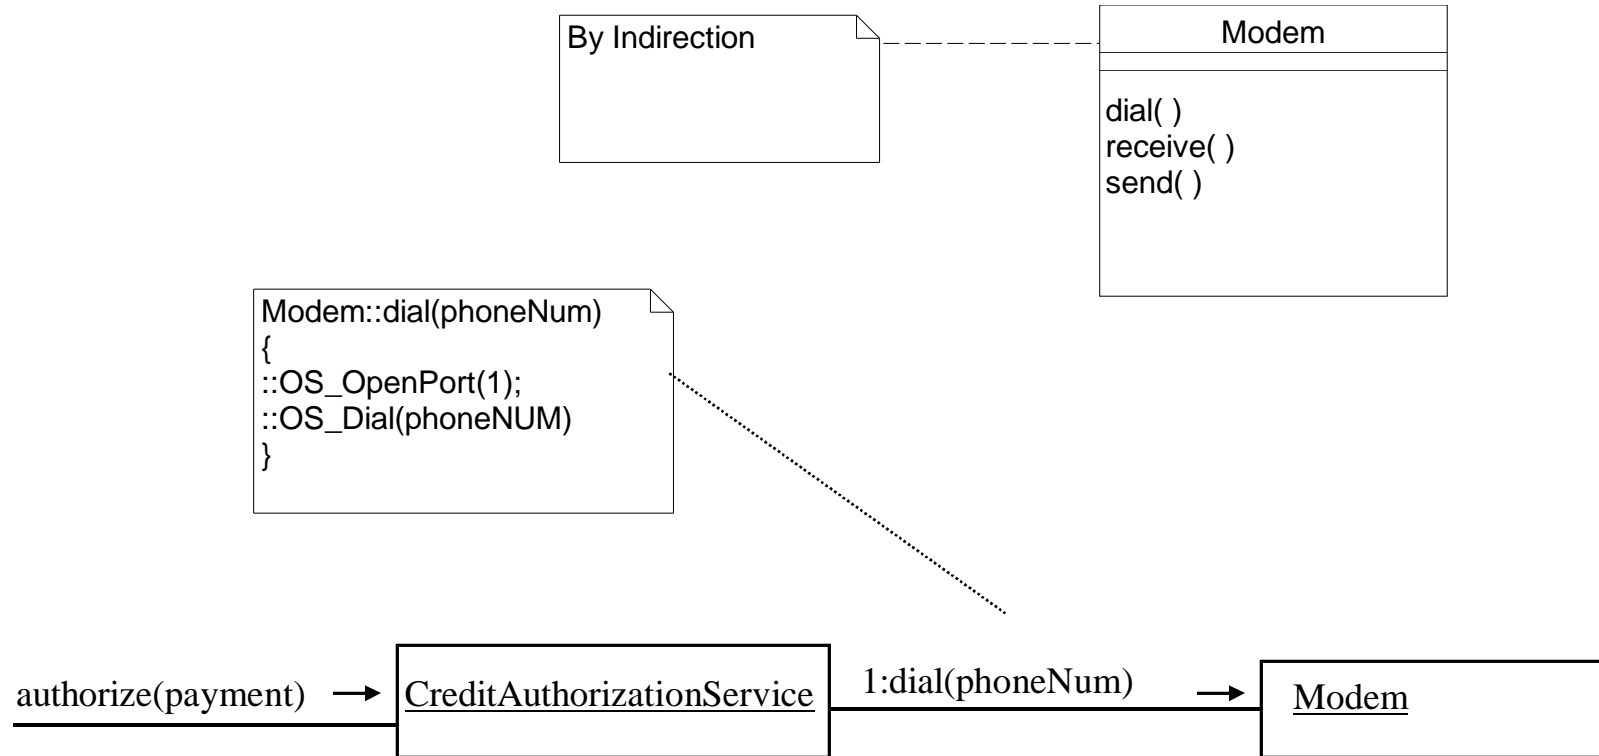 By Indirection
Modem
dial( )
receive( )
send( )
Modem::dial(phoneNum)
{
::OS_OpenPort(1);
::OS_Dial(phoneNUM)
}
authorize(payment)
CreditAuthorizationService
1:dial(phoneNum)
Modem